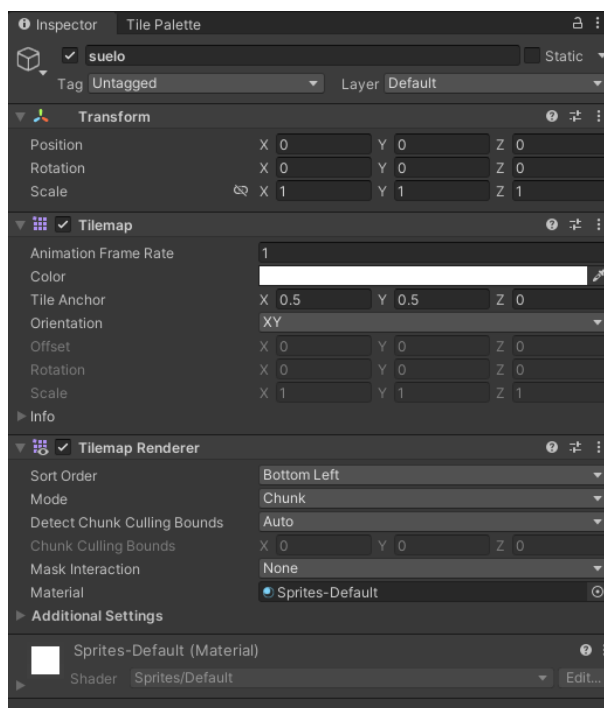 Inspector Tile Palette
suelo Static
Tag Untagged Layer Default
Transform
Position X 0 Y 0 Z 0
Rotation X 0 Y 0 Z 0
Scale X 1 Y 1 Z 1
Tilemap
Animation Frame Rate 1
Color
Tile Anchor X 0.5 Y 0.5 Z 0
Orientation XY
Offset X 0 Y 0 Z 0
Rotation X 0 Y 0 Z 0
Scale X 1 Y 1 Z 1
Info
Tilemap Renderer
Sort Order Bottom Left
Mode Chunk
Detect Chunk Culling Bounds Auto
Chunk Culling Bounds X 0 Y 0 Z 0
Mask Interaction None
Material Sprites-Default
Additional Settings
Sprites-Default (Material)
Shader Sprites/Default Edit...